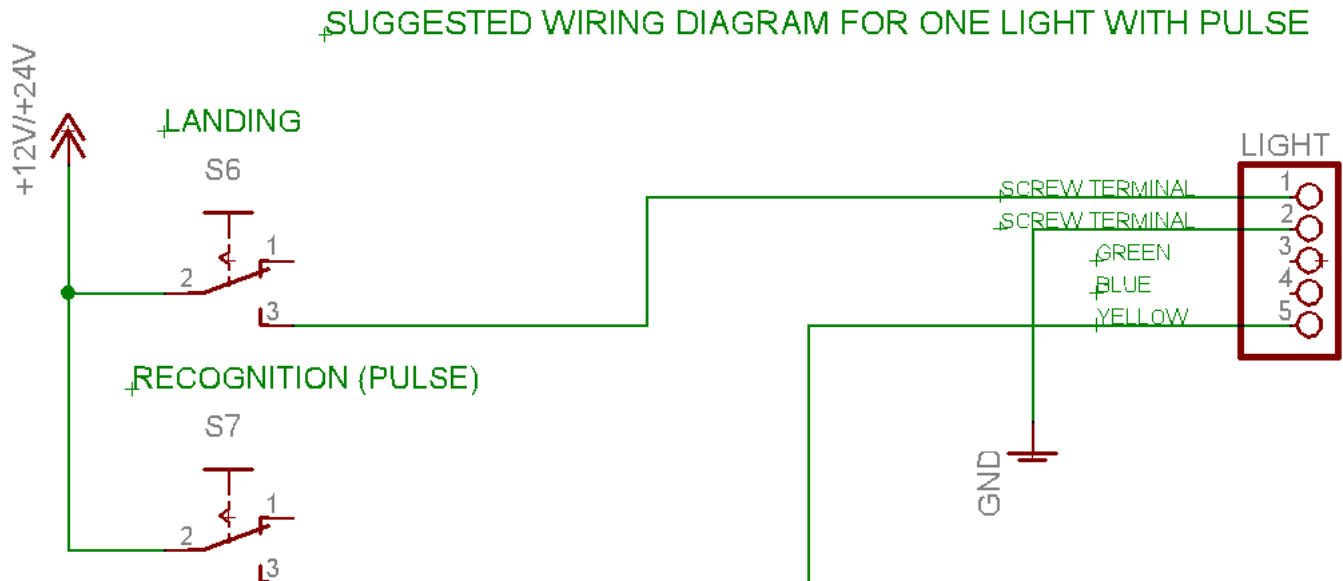 SUGGESTED WIRING DIAGRAM FOR ONE LIGHT WITH PULSE
+12V/+24V
LANDING
S6
1
2
3
LIGHT
SCREW TERMINAL 1
SCREW TERMINAL 2
GREEN 3
BLUE 4
YELLOW 5
RECOGNITION (PULSE)
S7
1
2
3
GND